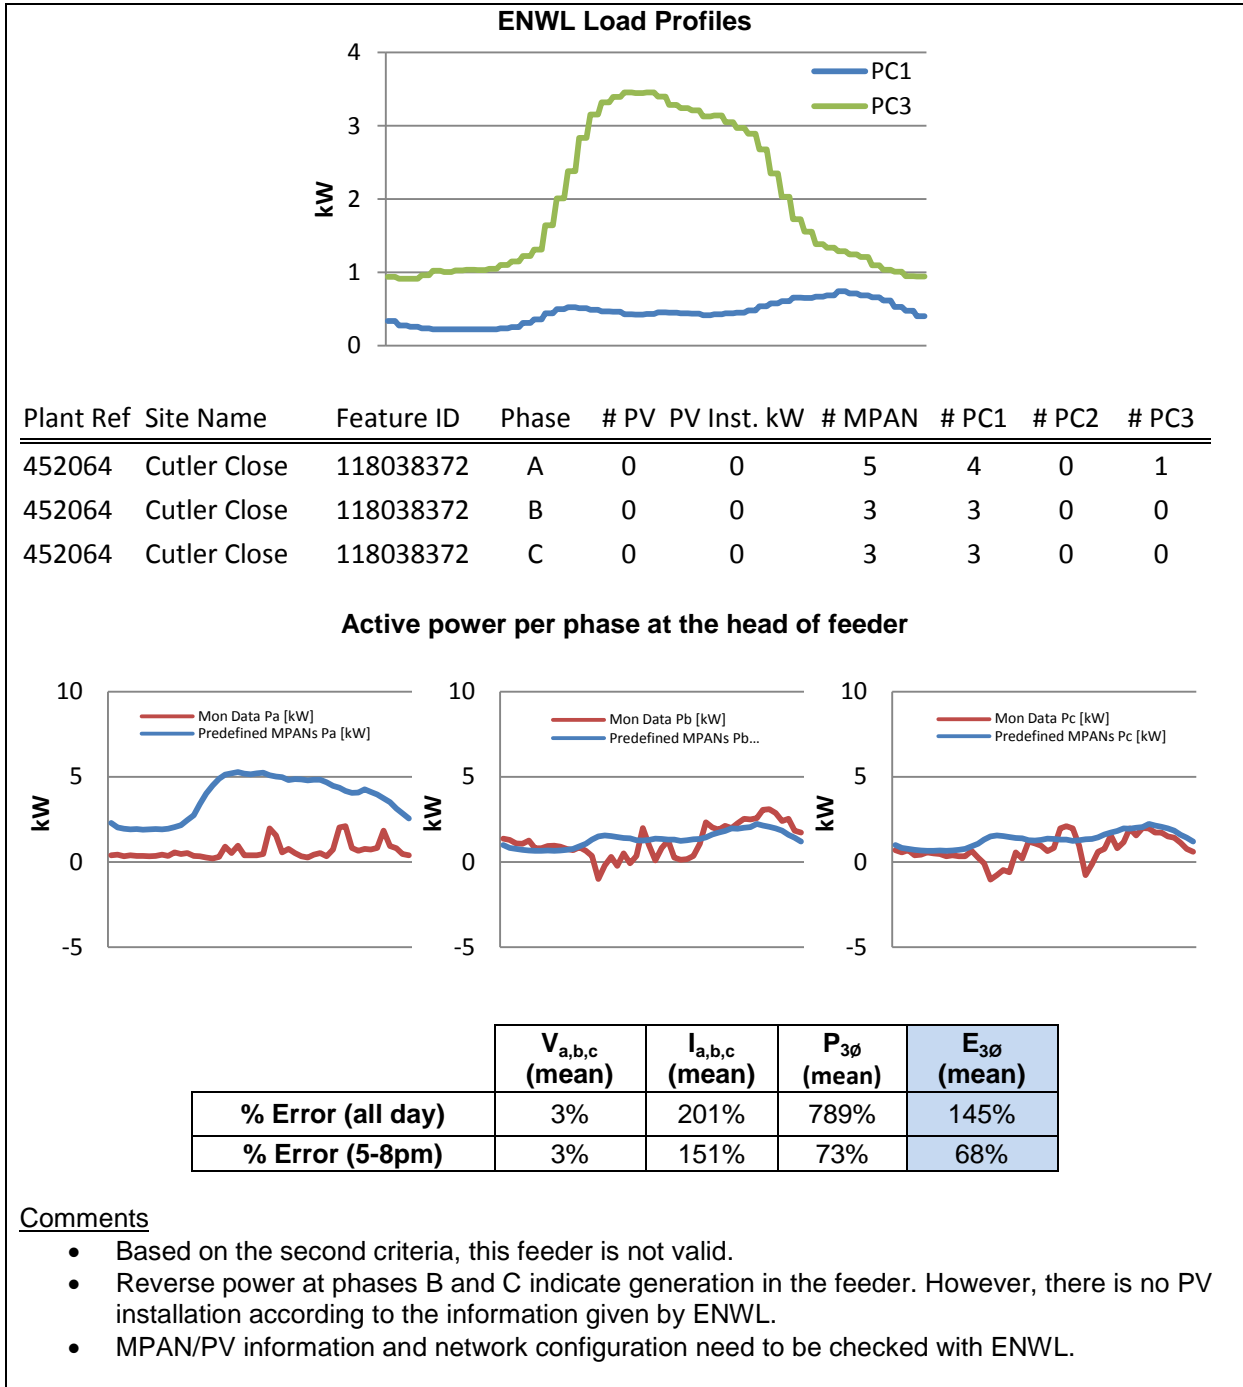 ENWL Load Profiles
4
3
2
1
0
kW
PC1
PC3
Plant Ref Site Name Feature ID Phase # PV PV Inst. kW # MPAN # PC1 # PC2 # PC3
452064 Cutler Close 118038372 A 0 0 5 4 0 1
452064 Cutler Close 118038372 B 0 0 3 3 0 0
452064 Cutler Close 118038372 C 0 0 3 3 0 0
Active power per phase at the head of feeder
10
5
0
-5
kW
Mon Data Pa [kW]
Predefined MPANs Pa [kW]
10
5
0
-5
kW
Mon Data Pb [kW]
Predefined MPANs Pb...
10
5
0
-5
kW
Mon Data Pc [kW]
Predefined MPANs Pc [kW]
Va,b,c (mean) Ia,b,c (mean) P3Ø (mean) E3Ø (mean)
% Error (all day) 3% 201% 789% 145%
% Error (5-8pm) 3% 151% 73% 68%
Comments
• Based on the second criteria, this feeder is not valid.
• Reverse power at phases B and C indicate generation in the feeder. However, there is no PV
installation according to the information given by ENWL.
• MPAN/PV information and network configuration need to be checked with ENWL.